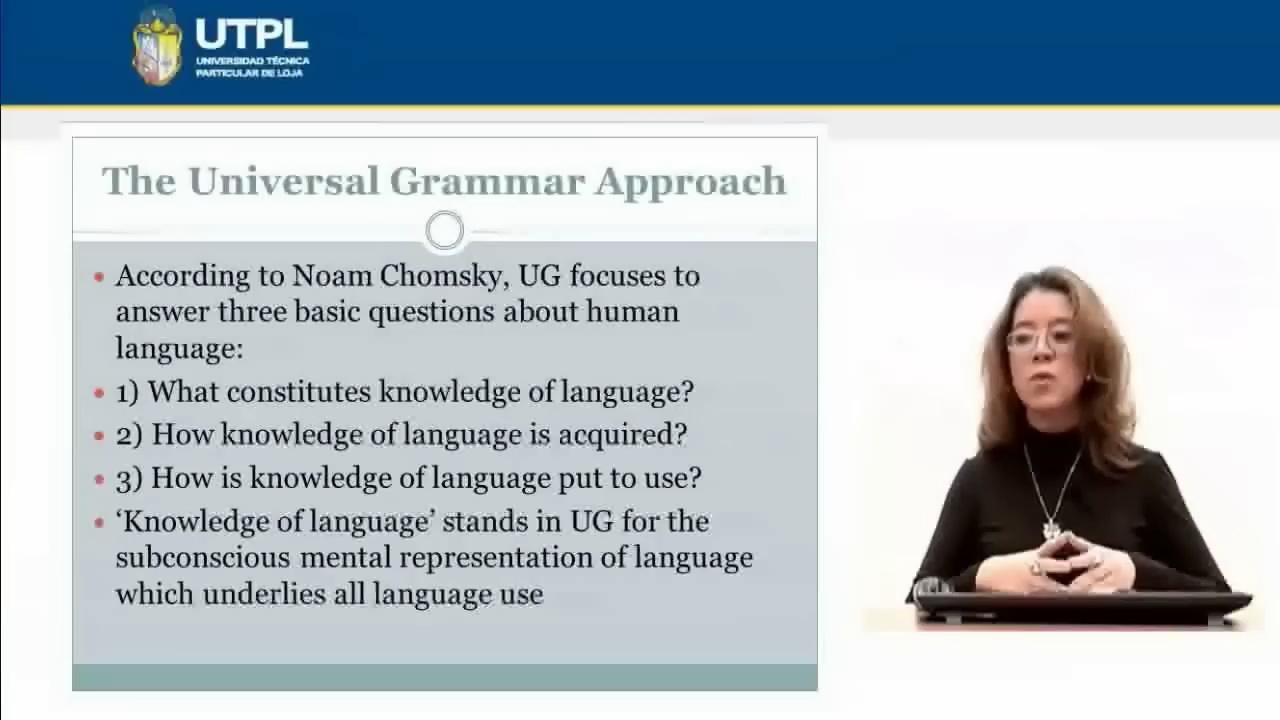 UTPL
UNIVERSIDAD TÉCNICA
PARTICULAR DE LOJA
The Universal Grammar Approach
• According to Noam Chomsky, UG focuses to
answer three basic questions about human
language:
• 1) What constitutes knowledge of language?
• 2) How knowledge of language is acquired?
• 3) How is knowledge of language put to use?
• ‘Knowledge of language’ stands in UG for the
subconscious mental representation of language
which underlies all language use